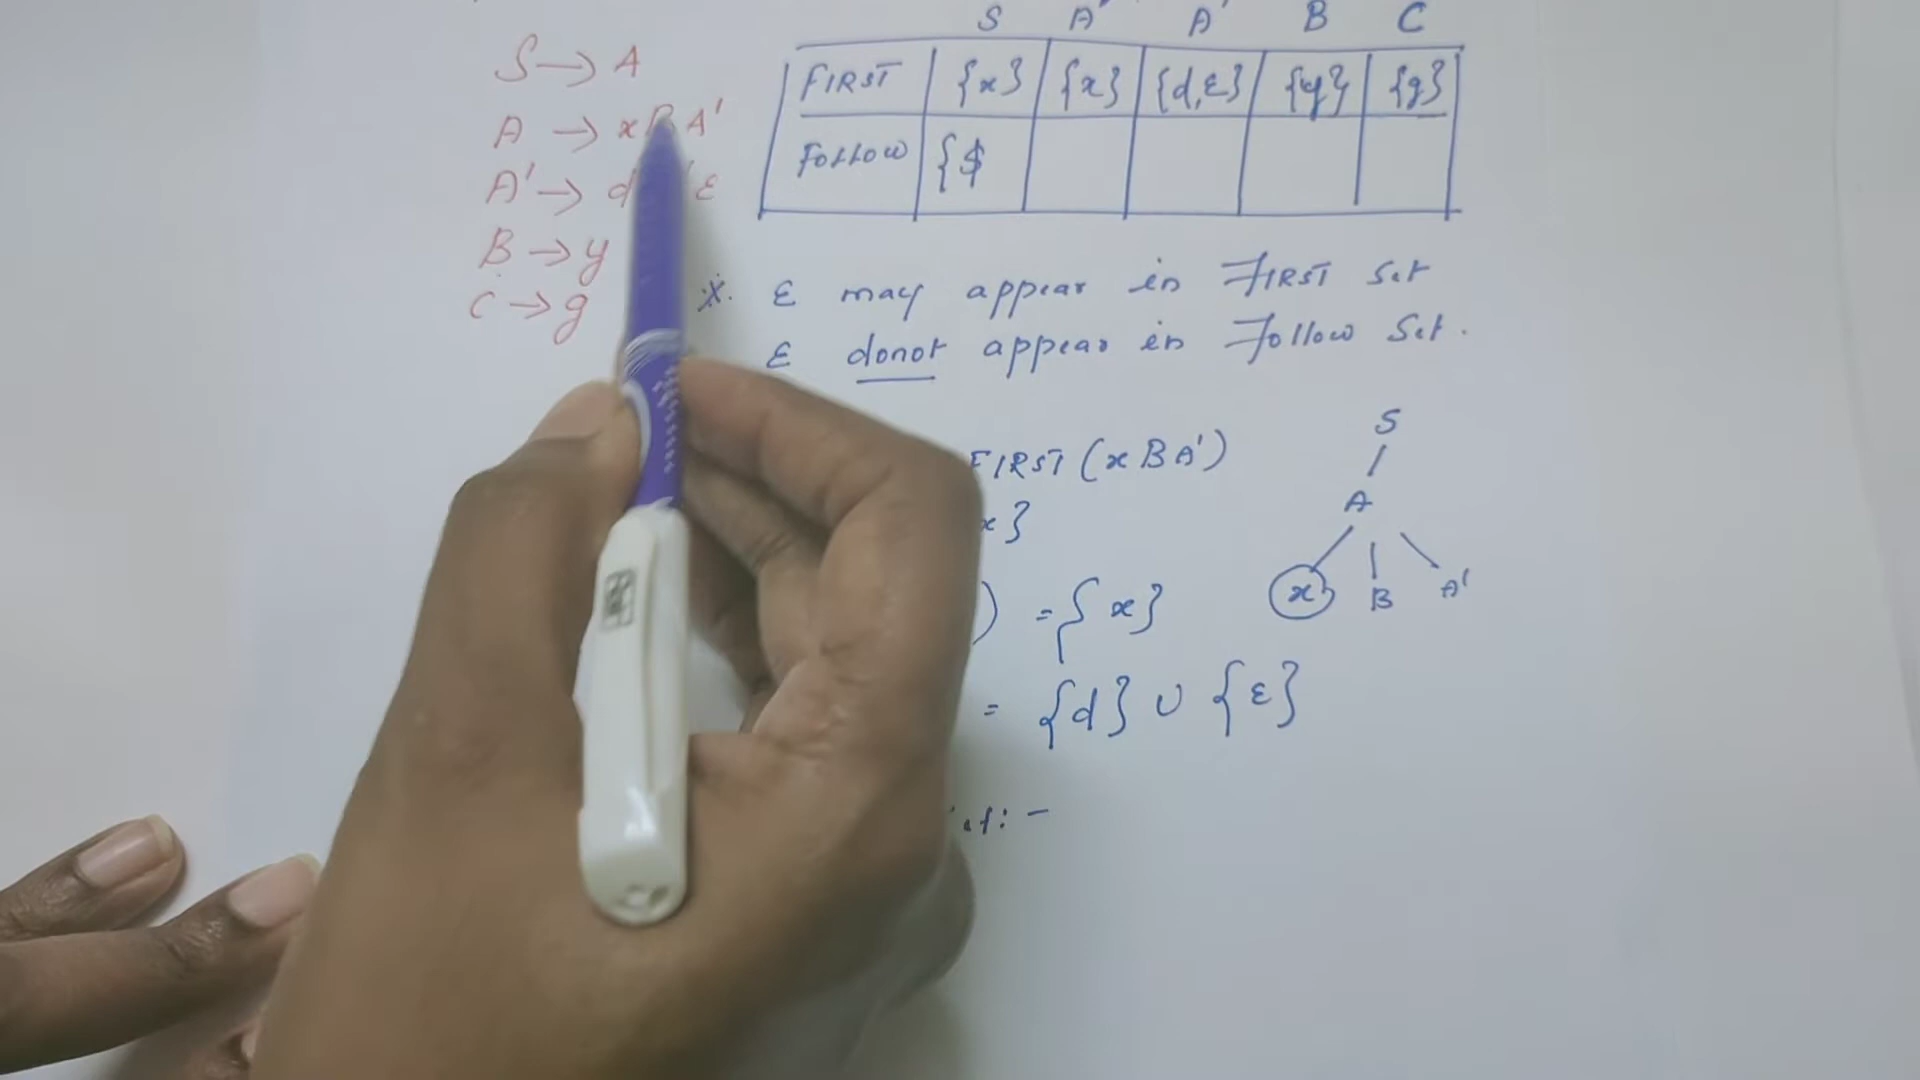 S → A
A → x B A'
A' → d ' ε
B → y
C → g
S A A' B C
FIRST {x} {x} {d,ε} {y} {g}
Follow {$
※. ε may appear in FIRST Set
ε donot appear in Follow Set.
FIRST (x B A')
x}
) = {x}
= {d} ∪ {ε}
: -
S
A
x B A'